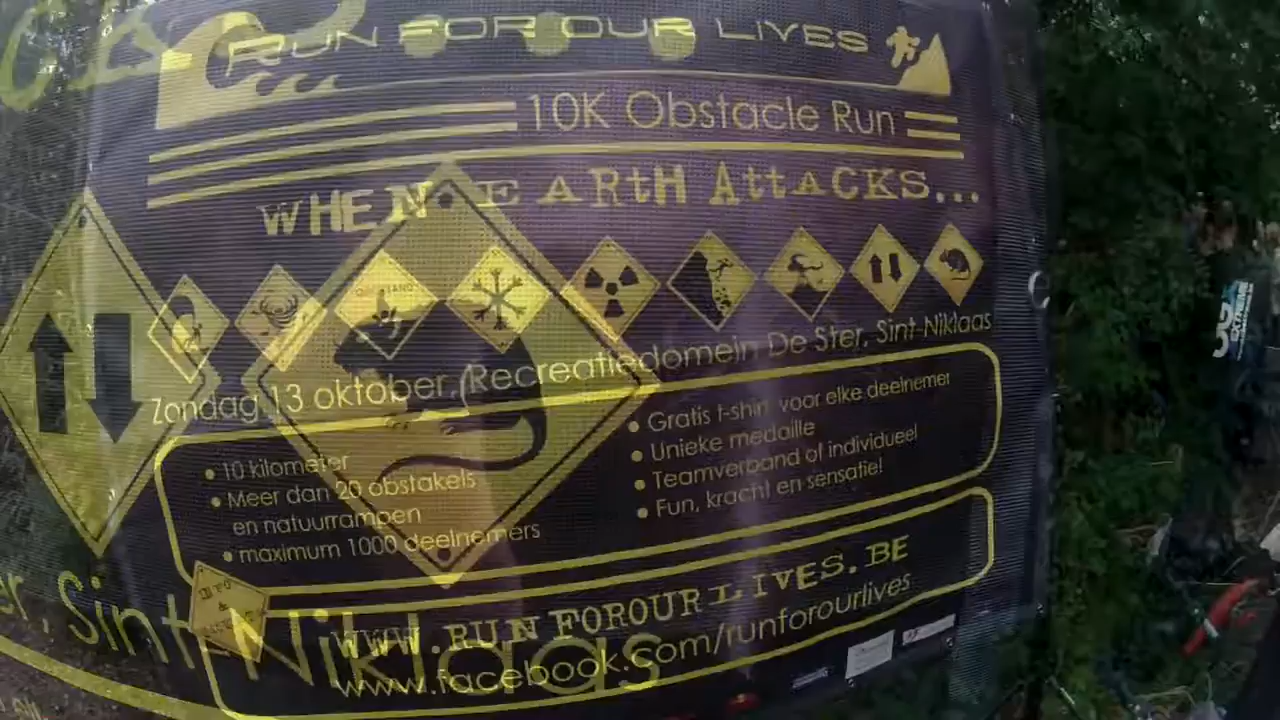 RUN FOR OUR LIVES
10K Obstacle Run
WHEN EARtH AttACKS...
Zondag 13 oktober, Recreatiedomein De Ster, Sint-Niklaas
• 10 kilometer
• Meer dan 20 obstakels
en natuurrampen
• maximum 1000 deelnemers
• Gratis t-shirt voor elke deelnemer
• Unieke medaille
• Teamverband of individueel
• Fun, kracht en sensatie!
er, Sint-Niklaas
WWW.RUNFOROURLIVES.BE
www.facebook.com/runforourlives
EXTREME